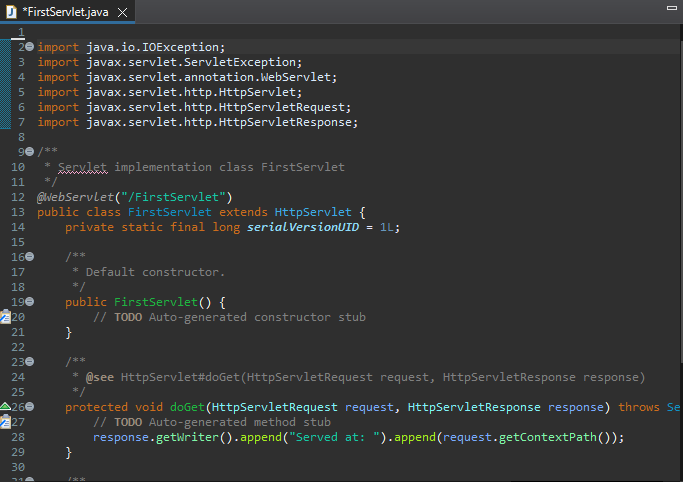 *FirstServlet.java
1
2 import java.io.IOException;
3 import javax.servlet.ServletException;
4 import javax.servlet.annotation.WebServlet;
5 import javax.servlet.http.HttpServlet;
6 import javax.servlet.http.HttpServletRequest;
7 import javax.servlet.http.HttpServletResponse;
8
9 /**
10  * Servlet implementation class FirstServlet
11  */
12 @WebServlet("/FirstServlet")
13 public class FirstServlet extends HttpServlet {
14     private static final long serialVersionUID = 1L;
15
16     /**
17      * Default constructor.
18      */
19     public FirstServlet() {
20         // TODO Auto-generated constructor stub
21     }
22
23     /**
24      * @see HttpServlet#doGet(HttpServletRequest request, HttpServletResponse response)
25      */
26     protected void doGet(HttpServletRequest request, HttpServletResponse response) throws Se
27         // TODO Auto-generated method stub
28         response.getWriter().append("Served at: ").append(request.getContextPath());
29     }
30
31     /**